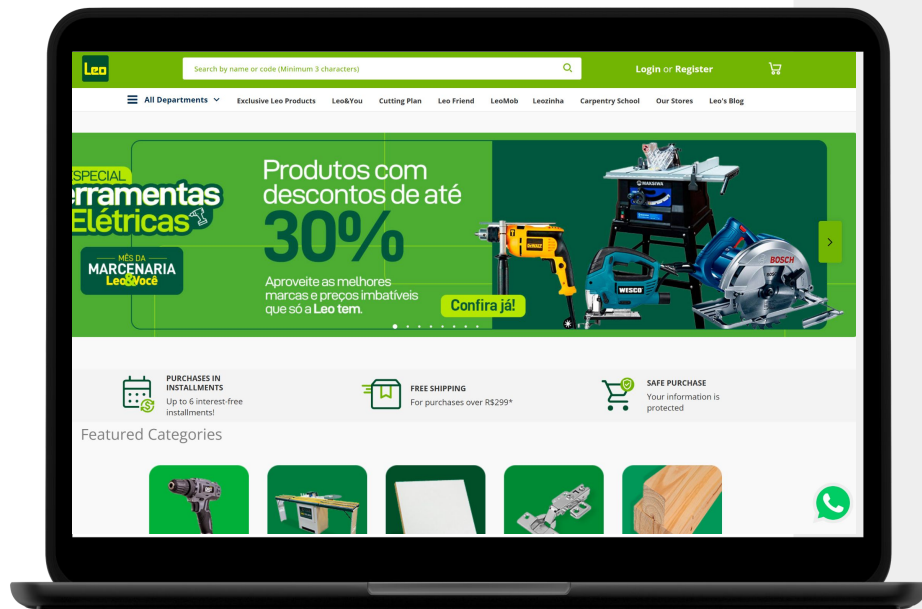 Leo
Search by name or code (Minimum 3 characters)
Login or Register
All Departments
Exclusive Leo Products
Leo&You
Cutting Plan
Leo Friend
LeoMob
Leozinha
Carpentry School
Our Stores
Leo's Blog
ESPECIAL
erramentas
Elétricas
MÊS DA
MARCENARIA
Leo&Você
Produtos com
descontos de até
30%
Aproveite as melhores
marcas e preços imbatíveis
que só a Leo tem.
Confira já!
DEWALT
WESCO
MAKSIWA
BOSCH
PURCHASES IN
INSTALLMENTS
Up to 6 interest-free
installments!
FREE SHIPPING
For purchases over R$299*
SAFE PURCHASE
Your information is
protected
Featured Categories